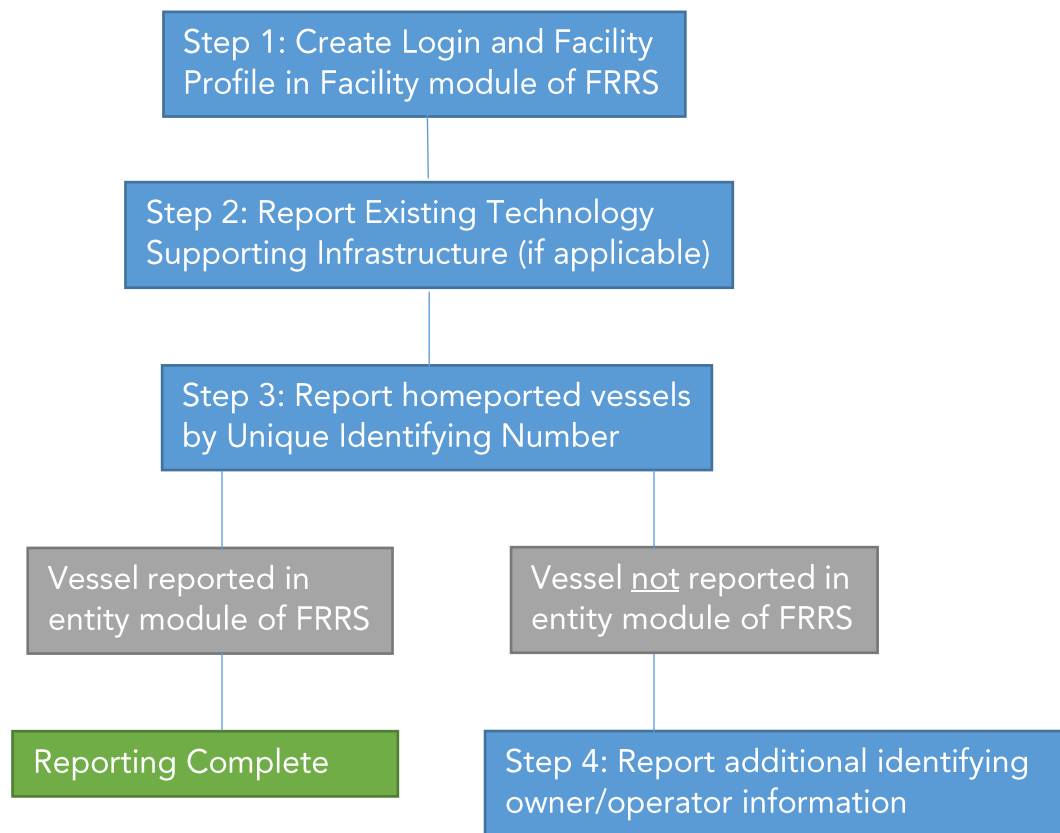 Step 1: Create Login and Facility
Profile in Facility module of FRRS
Step 2: Report Existing Technology
Supporting Infrastructure (if applicable)
Step 3: Report homeported vessels
by Unique Identifying Number
Vessel reported in
entity module of FRRS
Vessel not reported in
entity module of FRRS
Reporting Complete
Step 4: Report additional identifying
owner/operator information